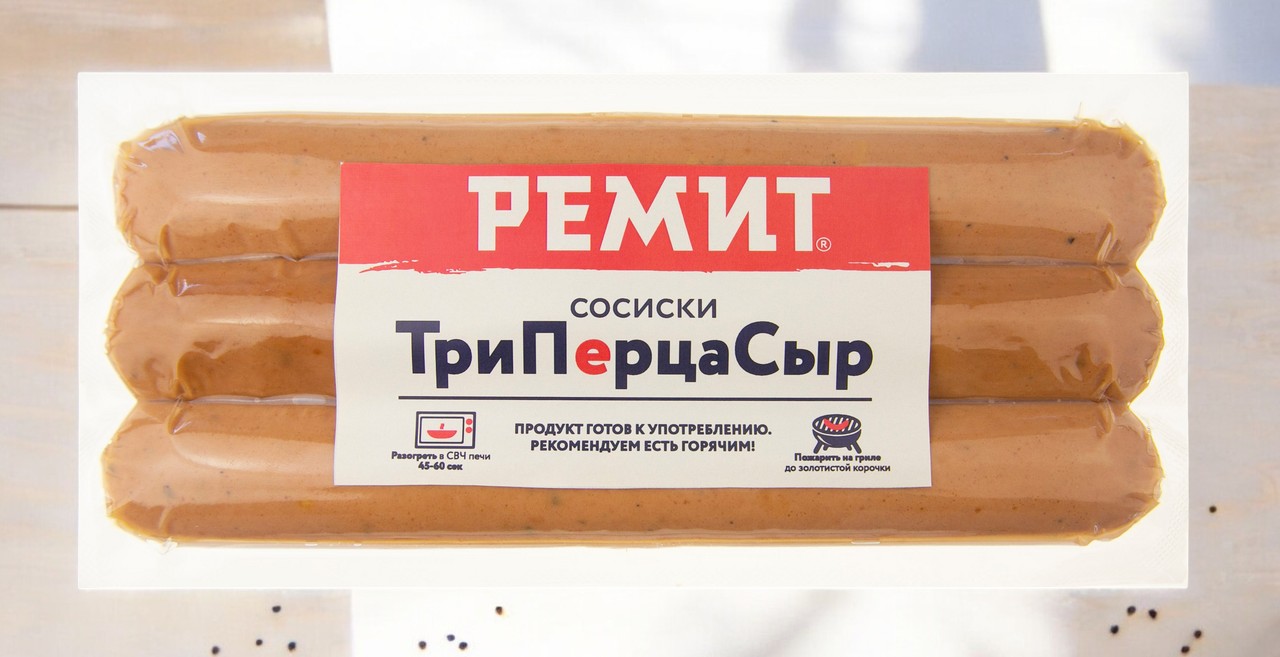 РЕМИТ®
СОСИСКИ
ТриПерцаСыр
ПРОДУКТ ГОТОВ К УПОТРЕБЛЕНИЮ.
РЕКОМЕНДУЕМ ЕСТЬ ГОРЯЧИМ!
Разогреть в СВЧ печи
45-60 сек
Пожарить на гриле
до золотистой корочки